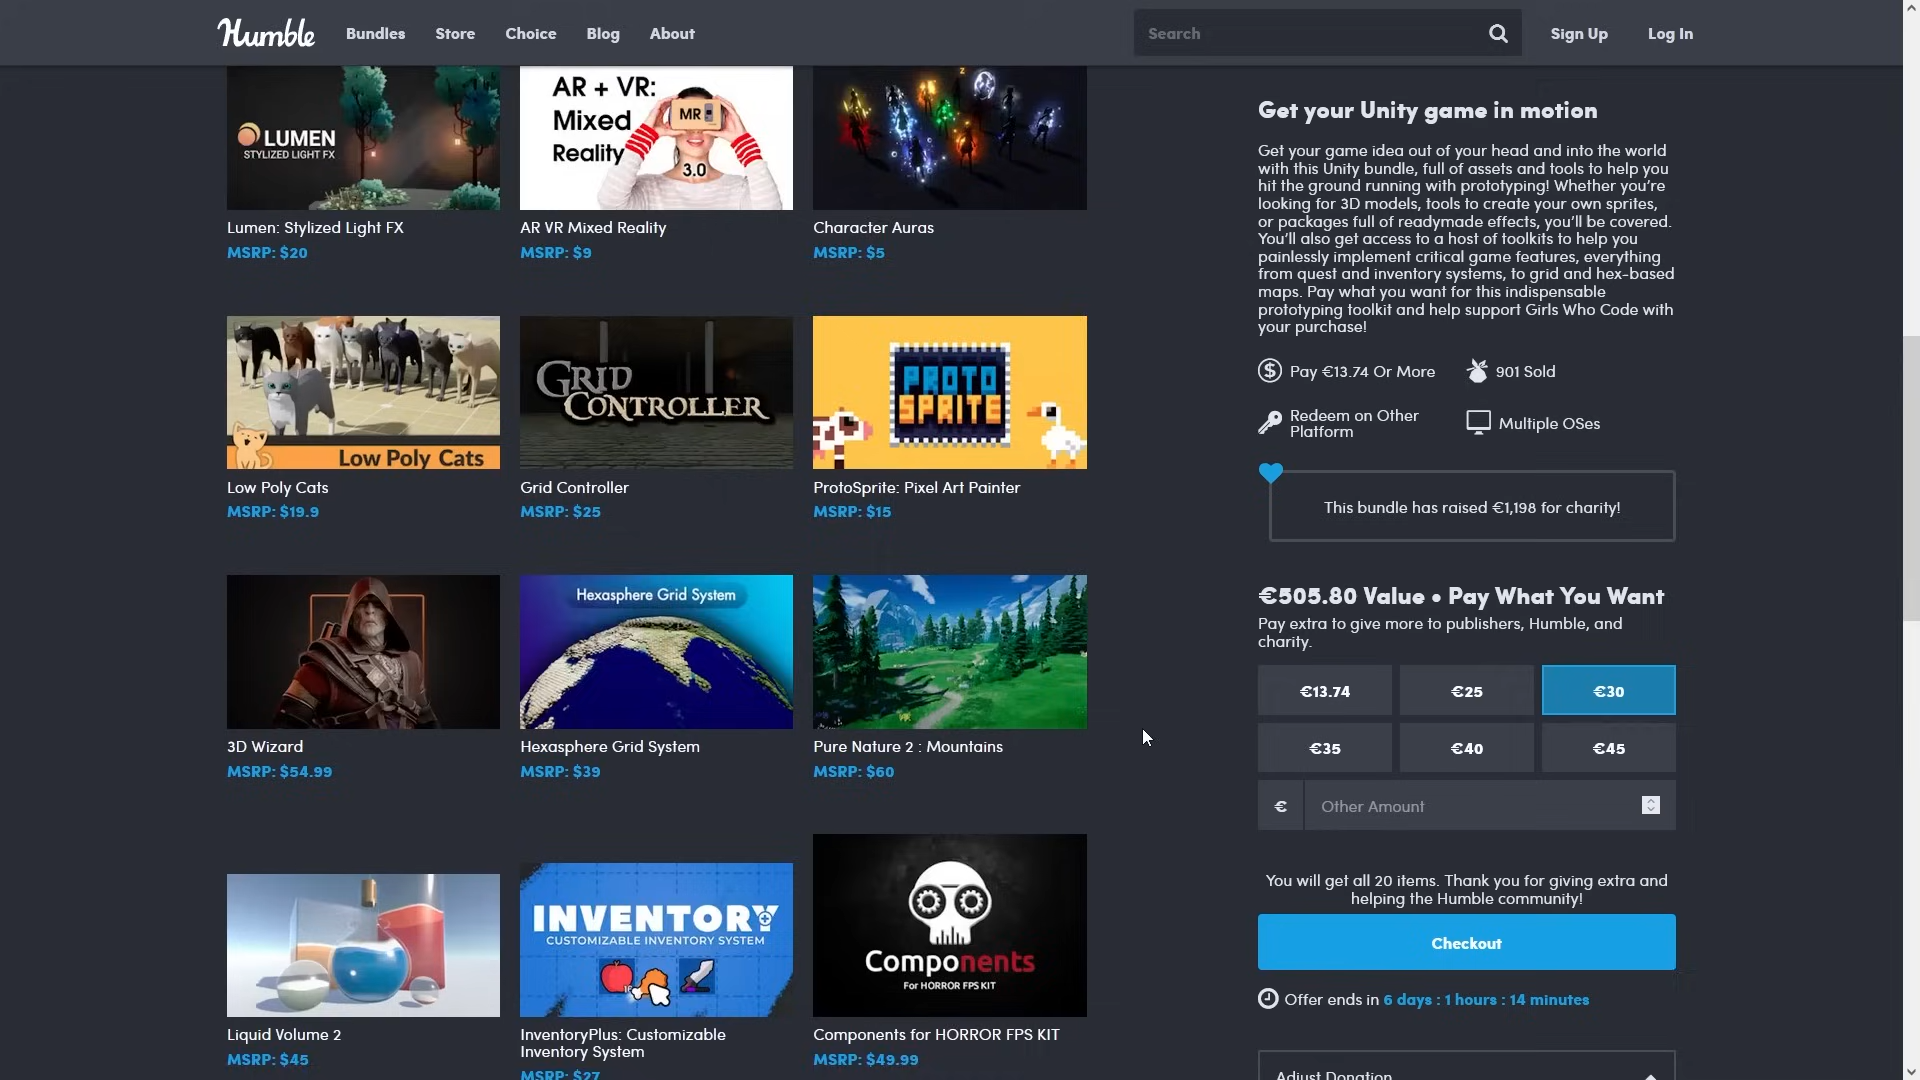 Humble
Bundles
Store
Choice
Blog
About
Search
Sign Up
Log In
LUMEN
STYLIZED LIGHT FX
Lumen: Stylized Light FX
MSRP: $20
AR + VR:
Mixed
Reality
MR
3.0
AR VR Mixed Reality
MSRP: $9
Character Auras
MSRP: $5
Low Poly Cats
Low Poly Cats
MSRP: $19.9
GRID
CONTROLLER
Grid Controller
MSRP: $25
PROTO
SPRITE
ProtoSprite: Pixel Art Painter
MSRP: $15
3D Wizard
MSRP: $54.99
Hexasphere Grid System
Hexasphere Grid System
MSRP: $39
Pure Nature 2 : Mountains
MSRP: $60
Liquid Volume 2
MSRP: $45
INVENTORY
CUSTOMIZABLE INVENTORY SYSTEM
InventoryPlus: Customizable
Inventory System
MSRP: $27
Components
For HORROR FPS KIT
Components for HORROR FPS KIT
MSRP: $49.99
Get your Unity game in motion
Get your game idea out of your head and into the world
with this Unity bundle, full of assets and tools to help you
hit the ground running with prototyping! Whether you're
looking for 3D models, tools to create your own sprites,
or packages full of readymade effects, you'll be covered.
You'll also get access to a host of toolkits to help you
painlessly implement critical game features, everything
from quest and inventory systems, to grid and hex-based
maps. Pay what you want for this indispensable
prototyping toolkit and help support Girls Who Code with
your purchase!
Pay €13.74 Or More
901 Sold
Redeem on Other
Platform
Multiple OSes
This bundle has raised €1,198 for charity!
€505.80 Value • Pay What You Want
Pay extra to give more to publishers, Humble, and
charity.
€13.74
€25
€30
€35
€40
€45
€
Other Amount
You will get all 20 items. Thank you for giving extra and
helping the Humble community!
Checkout
Offer ends in 6 days : 1 hours : 14 minutes
Adjust Donation